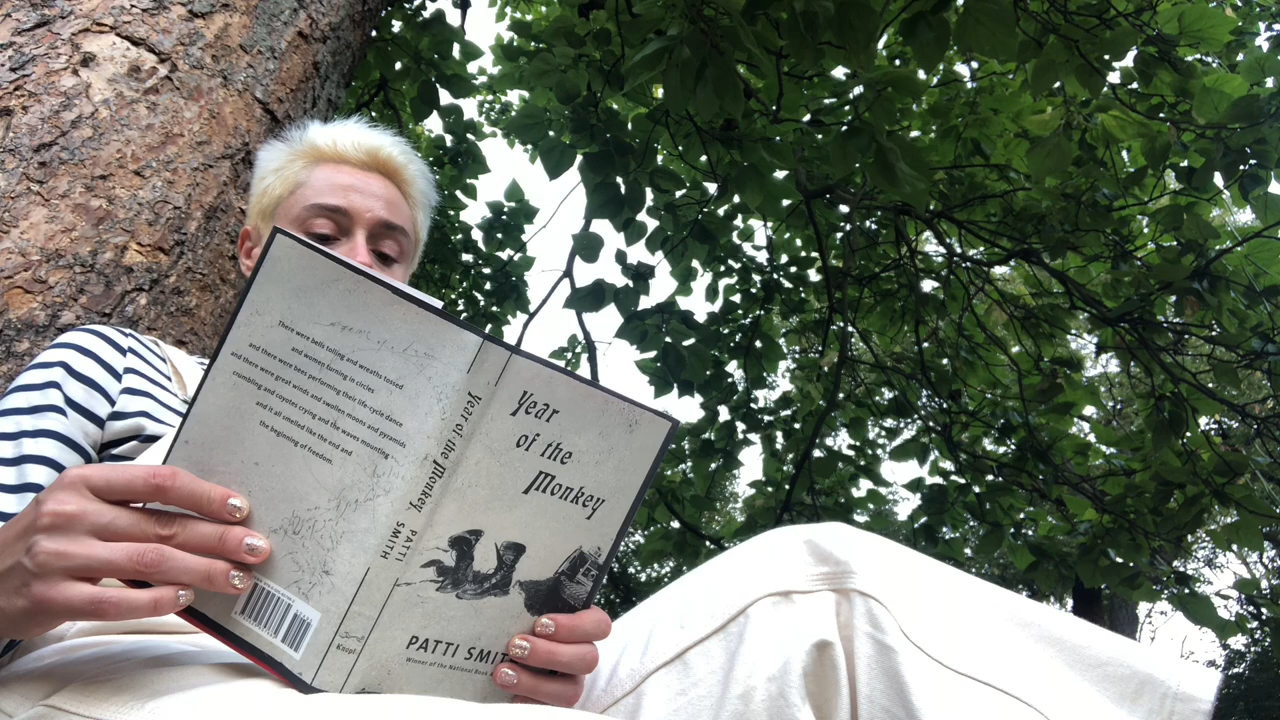 There were bells tolling and wreaths tossed
and women turning in circles
and there were bees performing their life-cycle dance
and there were great winds and swollen moons and pyramids
crumbling and coyotes crying and the waves mounting
and it all smelled like the end and
the beginning of freedom.
Year of the Monkey
PATTI
SMITH
Knopf
Year
of the
Monkey
PATTI SMIT
Winner of the National Book